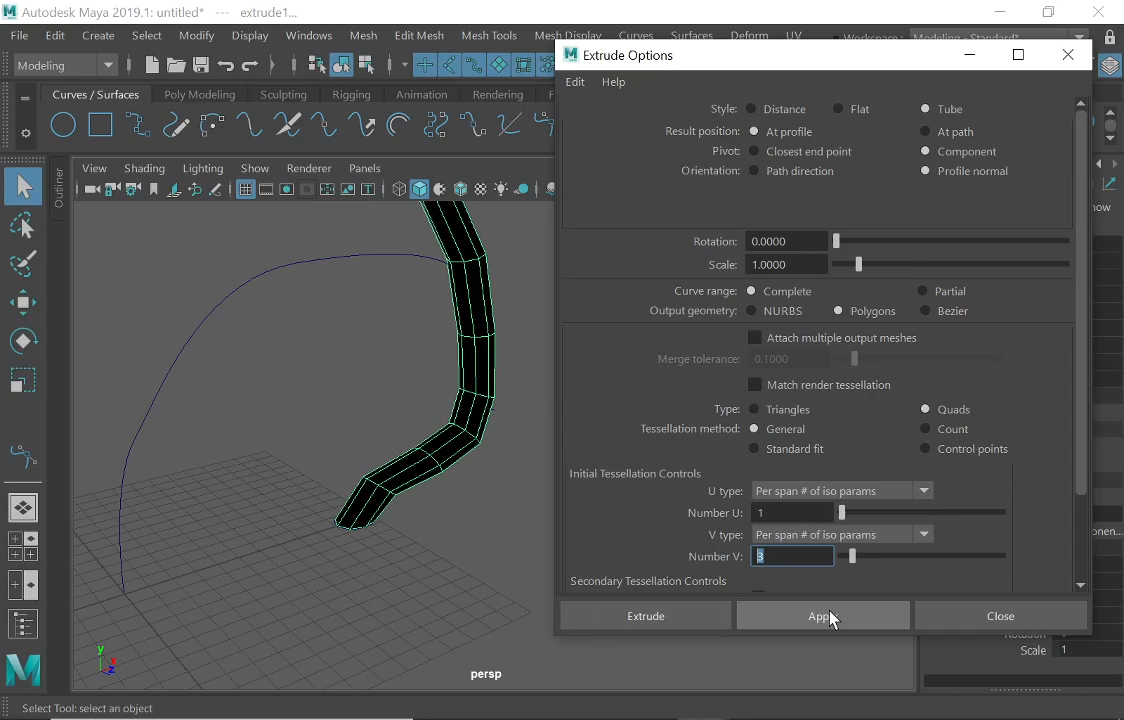 Autodesk Maya 2019.1: untitled* --- extrude1...
File Edit Create Select Modify Display Windows Mesh Edit Mesh Mesh Tools
Modeling
Curves / Surfaces Poly Modeling Sculpting Rigging Animation Rendering
Outliner
View Shading Lighting Show Renderer Panels
Extrude Options
Edit Help
Style: Distance Flat Tube
Result position: At profile At path
Pivot: Closest end point Component
Orientation: Path direction Profile normal
Rotation: 0.0000
Scale: 1.0000
Curve range: Complete Partial
Output geometry: NURBS Polygons Bezier
Attach multiple output meshes
Merge tolerance: 0.1000
Match render tessellation
Type: Triangles Quads
Tessellation method: General Count
Standard fit Control points
Initial Tessellation Controls
U type: Per span # of iso params
Number U: 1
V type: Per span # of iso params
Number V: 3
Secondary Tessellation Controls
Extrude App Close
Scale 1
y
x
z
persp
Select Tool: select an object